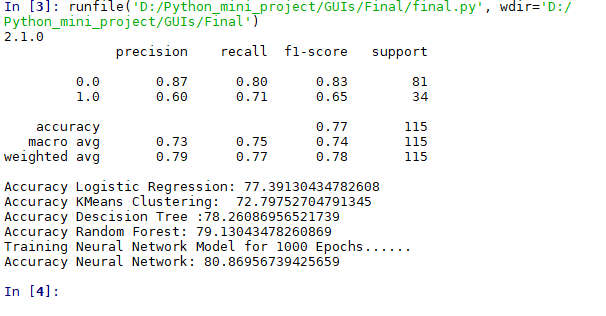 In [3]: runfile('D:/Python_mini_project/GUIs/Final/final.py', wdir='D:/
Python_mini_project/GUIs/Final')
2.1.0
precision recall f1-score support
0.0 0.87 0.80 0.83 81
1.0 0.60 0.71 0.65 34
accuracy 0.77 115
macro avg 0.73 0.75 0.74 115
weighted avg 0.79 0.77 0.78 115
Accuracy Logistic Regression: 77.39130434782608
Accuracy KMeans Clustering: 72.79752704791345
Accuracy Descision Tree :78.26086956521739
Accuracy Random Forest: 79.13043478260869
Training Neural Network Model for 1000 Epochs......
Accuracy Neural Network: 80.86956739425659
In [4]: